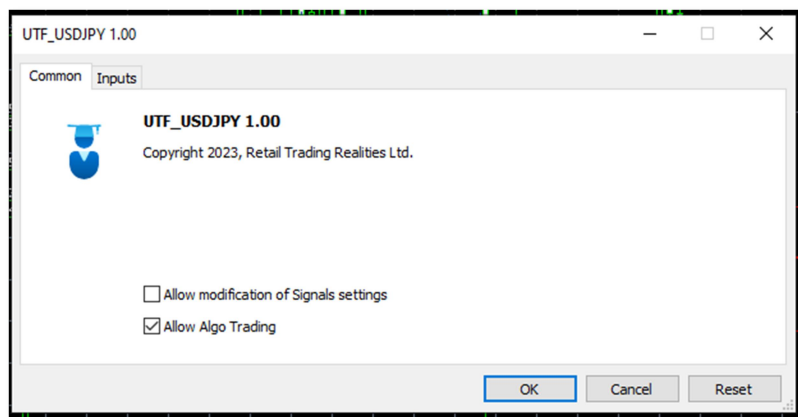 UTF_USDJPY 1.00
Common
Inputs
UTF_USDJPY 1.00
Copyright 2023, Retail Trading Realities Ltd.
Allow modification of Signals settings
Allow Algo Trading
OK
Cancel
Reset